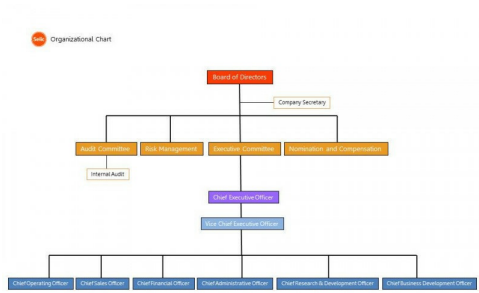 Selic Organizational Chart
Board of Directors
Company Secretary
Audit Committee Risk Management Executive Committee Nomination and Compensation
Internal Audit
Chief Executive Officer
Vice Chief Executive Officer
Chief Operating Officer Chief Sales Officer Chief Financial Officer Chief Administrative Officer Chief Research & Development Officer Chief Business Development Officer